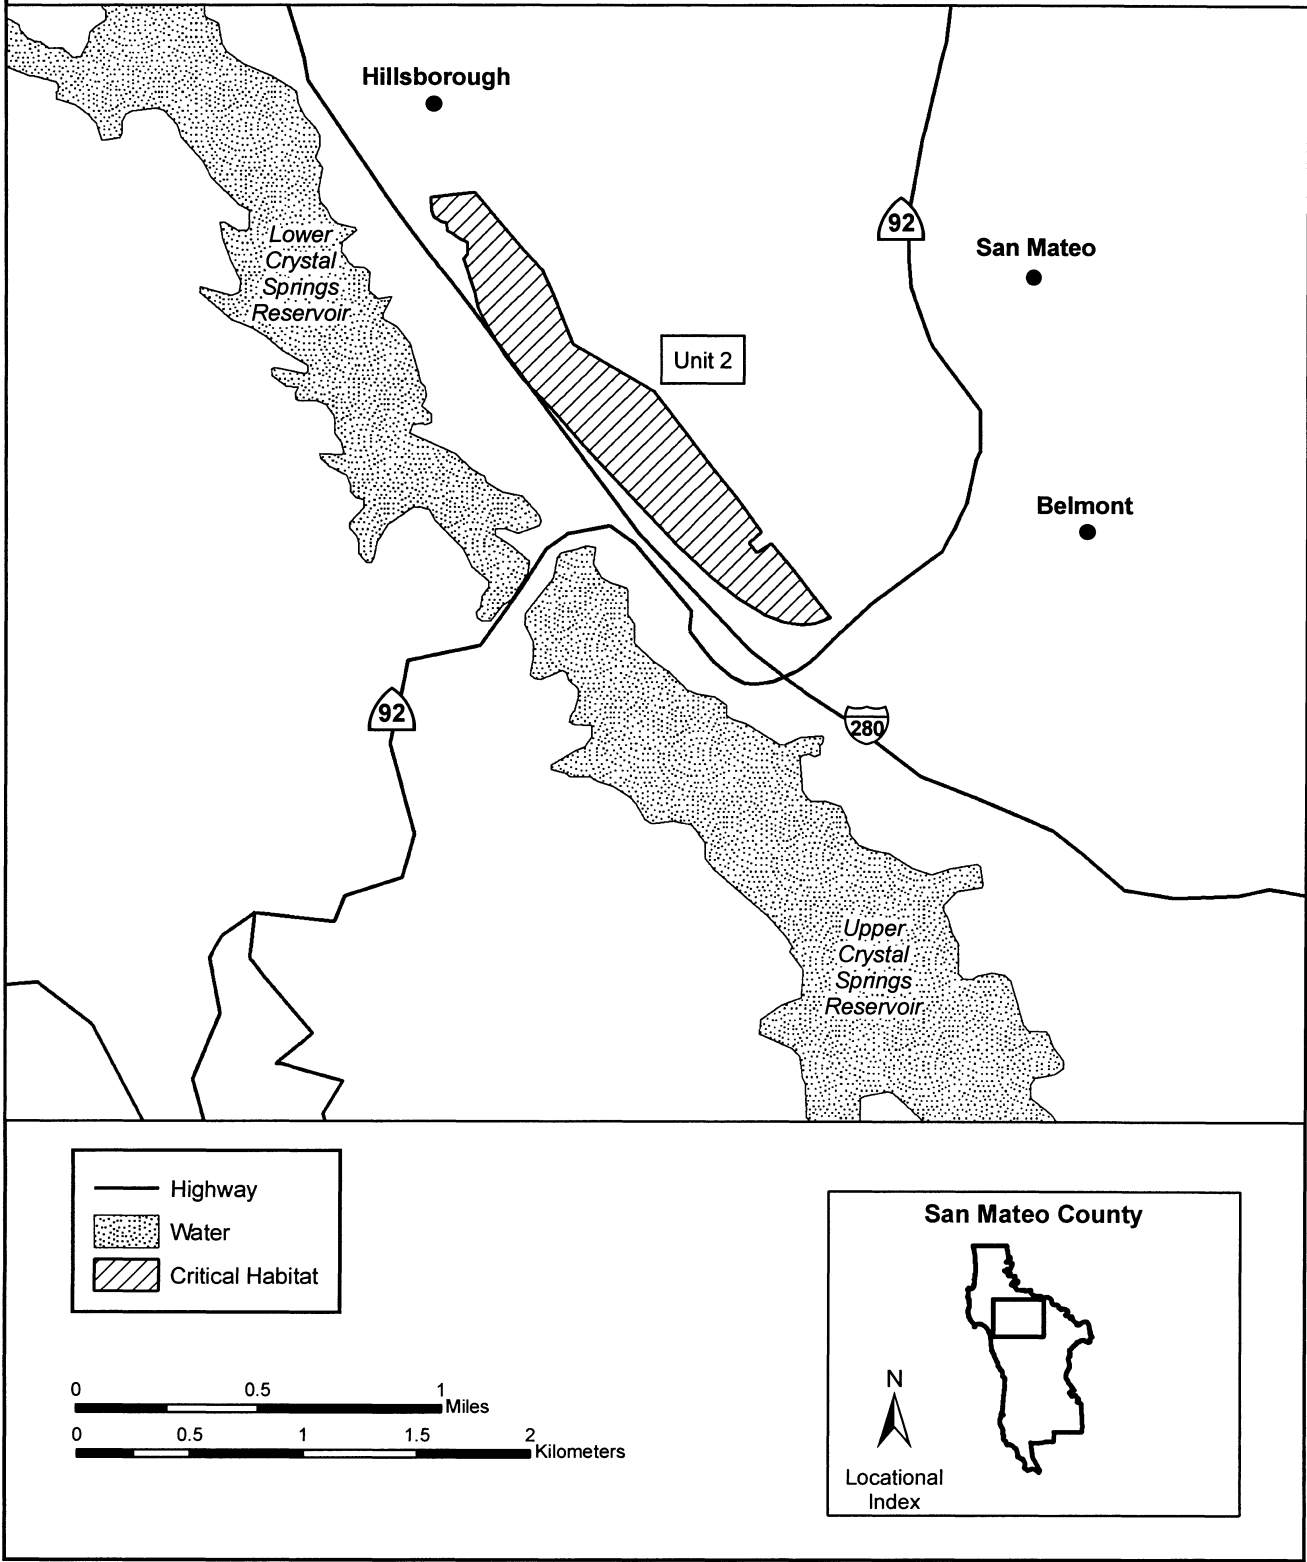 Hillsborough
92
San Mateo
Lower
Crystal
Springs
Reservoir
Unit 2
Belmont
92
280
Upper
Crystal
Springs
Reservoir
Highway
Water
Critical Habitat
0 0.5 1
Miles
0 0.5 1 1.5 2
Kilometers
San Mateo County
N
Locational
Index